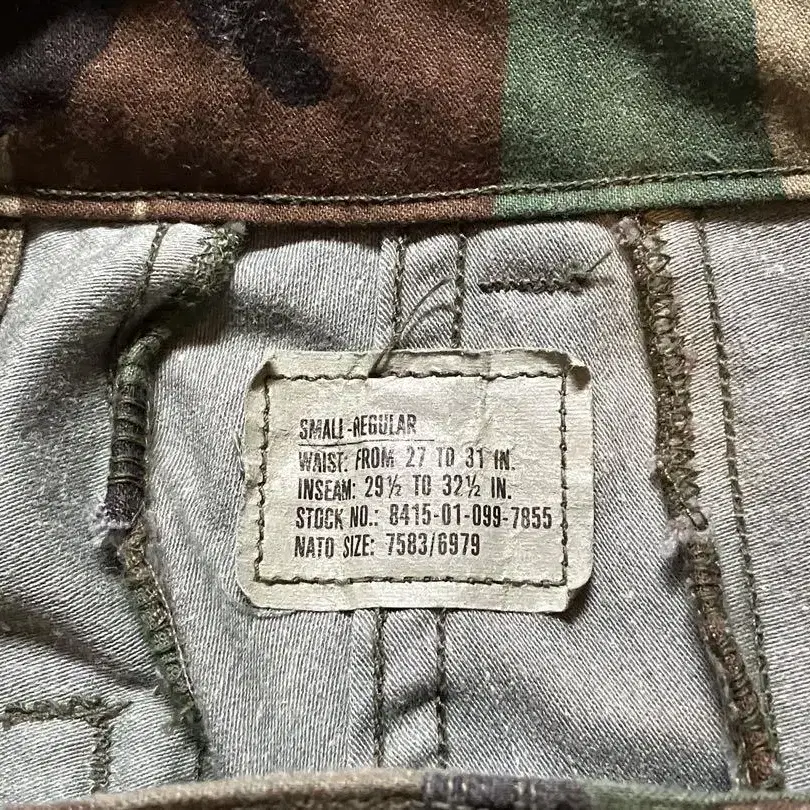 SMALL-REGULAR
WAIST: FROM 27 TO 31 IN.
INSEAM: 29½ TO 32½ IN.
STOCK NO.: 8415-01-099-7855
NATO SIZE: 7583/6979